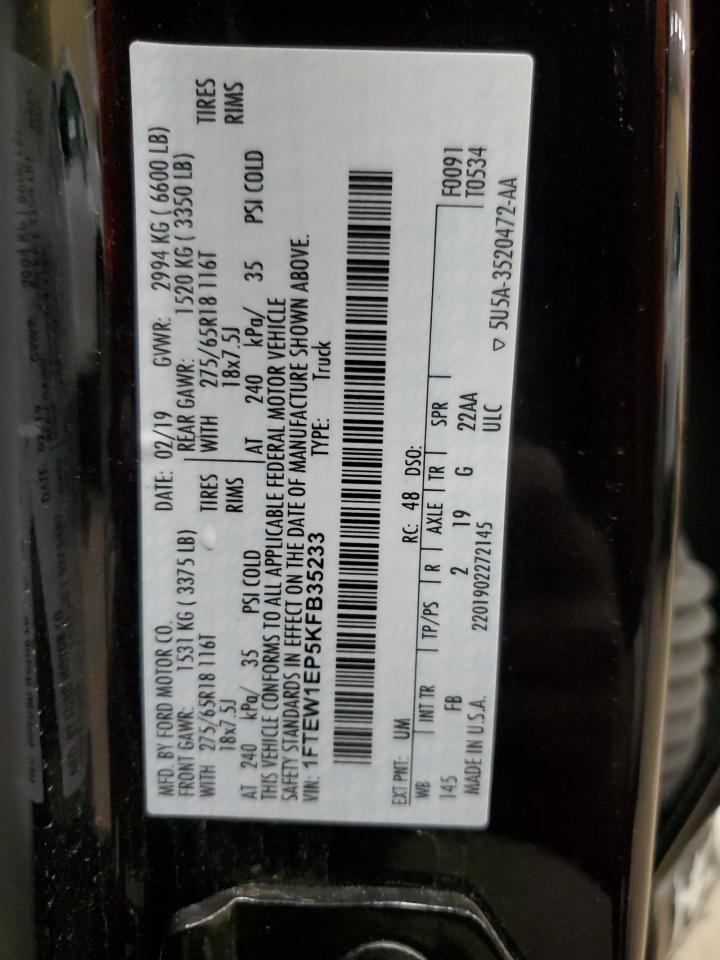 MFD. BY FORD MOTOR CO. DATE: 02/19 GVWR: 2994 KG ( 6600 LB)
FRONT GAWR: 1531 KG ( 3375 LB) REAR GAWR: 1520 KG ( 3350 LB)
WITH 275/65R18 116T TIRES WITH 275/65R18 116T TIRES
18x7.5J RIMS 18x7.5J RIMS
AT 240 kPa/ 35 PSI COLD AT 240 kPa/ 35 PSI COLD
THIS VEHICLE CONFORMS TO ALL APPLICABLE FEDERAL MOTOR VEHICLE
SAFETY STANDARDS IN EFFECT ON THE DATE OF MANUFACTURE SHOWN ABOVE.
VIN: 1FTEW1EP5KFB35233 TYPE: Truck
EXT PNT: UM RC: 48 DSO:
WB INT TR TP/PS R AXLE TR SPR F0091
145 FB 2 19 G 22AA T0534
MADE IN U.S.A. 2201902272145 ULC
▽ 5U5A-3520472-AA